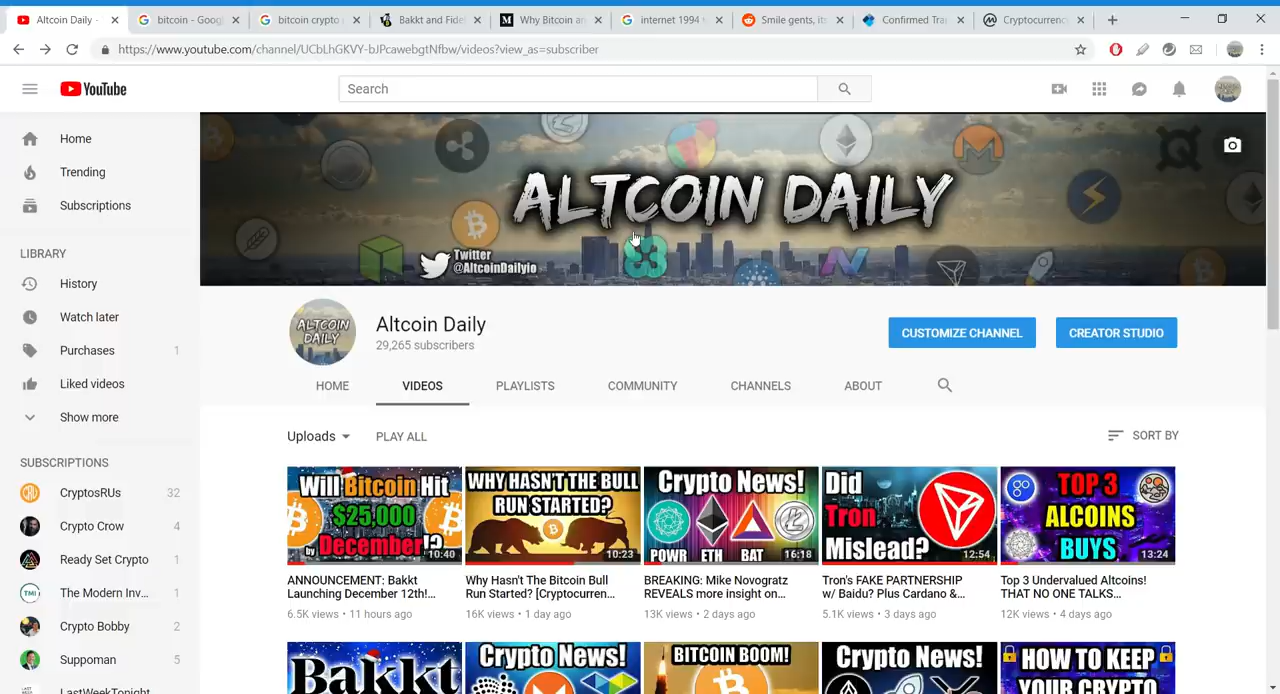 Altcoin Daily -
bitcoin - Goog
bitcoin crypto
Bakkt and Fide
Why Bitcoin an
internet 1994
Smile gents, its
Confirmed Tra
Cryptocurrenc
https://www.youtube.com/channel/UCbLhGKVY-bJPcawebgtNfbw/videos?view_as=subscriber
YouTube
Search
Home
Trending
Subscriptions
LIBRARY
History
Watch later
Purchases 1
Liked videos
Show more
SUBSCRIPTIONS
CryptosRUs 32
Crypto Crow 4
Ready Set Crypto 1
The Modern Inv... 1
Crypto Bobby 2
Suppoman 5
LastWeekTonight
ALTCOIN DAILY
Twitter
@AltcoinDailyio
ALTCOIN
DAILY
Altcoin Daily
29,265 subscribers
CUSTOMIZE CHANNEL
CREATOR STUDIO
HOME
VIDEOS
PLAYLISTS
COMMUNITY
CHANNELS
ABOUT
Uploads
PLAY ALL
SORT BY
Will Bitcoin Hit
$25,000
by December!?
10:40
ANNOUNCEMENT: Bakkt
Launching December 12th!...
6.5K views • 11 hours ago
WHY HASN'T THE BULL
RUN STARTED?
10:23
Why Hasn't The Bitcoin Bull
Run Started? [Cryptocurren...
16K views • 1 day ago
Crypto News!
POWR ETH BAT
16:18
BREAKING: Mike Novogratz
REVEALS more insight on...
13K views • 2 days ago
Did
Tron
Mislead?
12:54
Tron's FAKE PARTNERSHIP
w/ Baidu? Plus Cardano &...
5.1K views • 3 days ago
TOP 3
ALCOINS
BUYS
13:24
Top 3 Undervalued Altcoins!
THAT NO ONE TALKS...
12K views • 4 days ago
Bakkt
Crypto News!
BITCOIN BOOM!
Crypto News!
HOW TO KEEP
YOUR CRYPTO